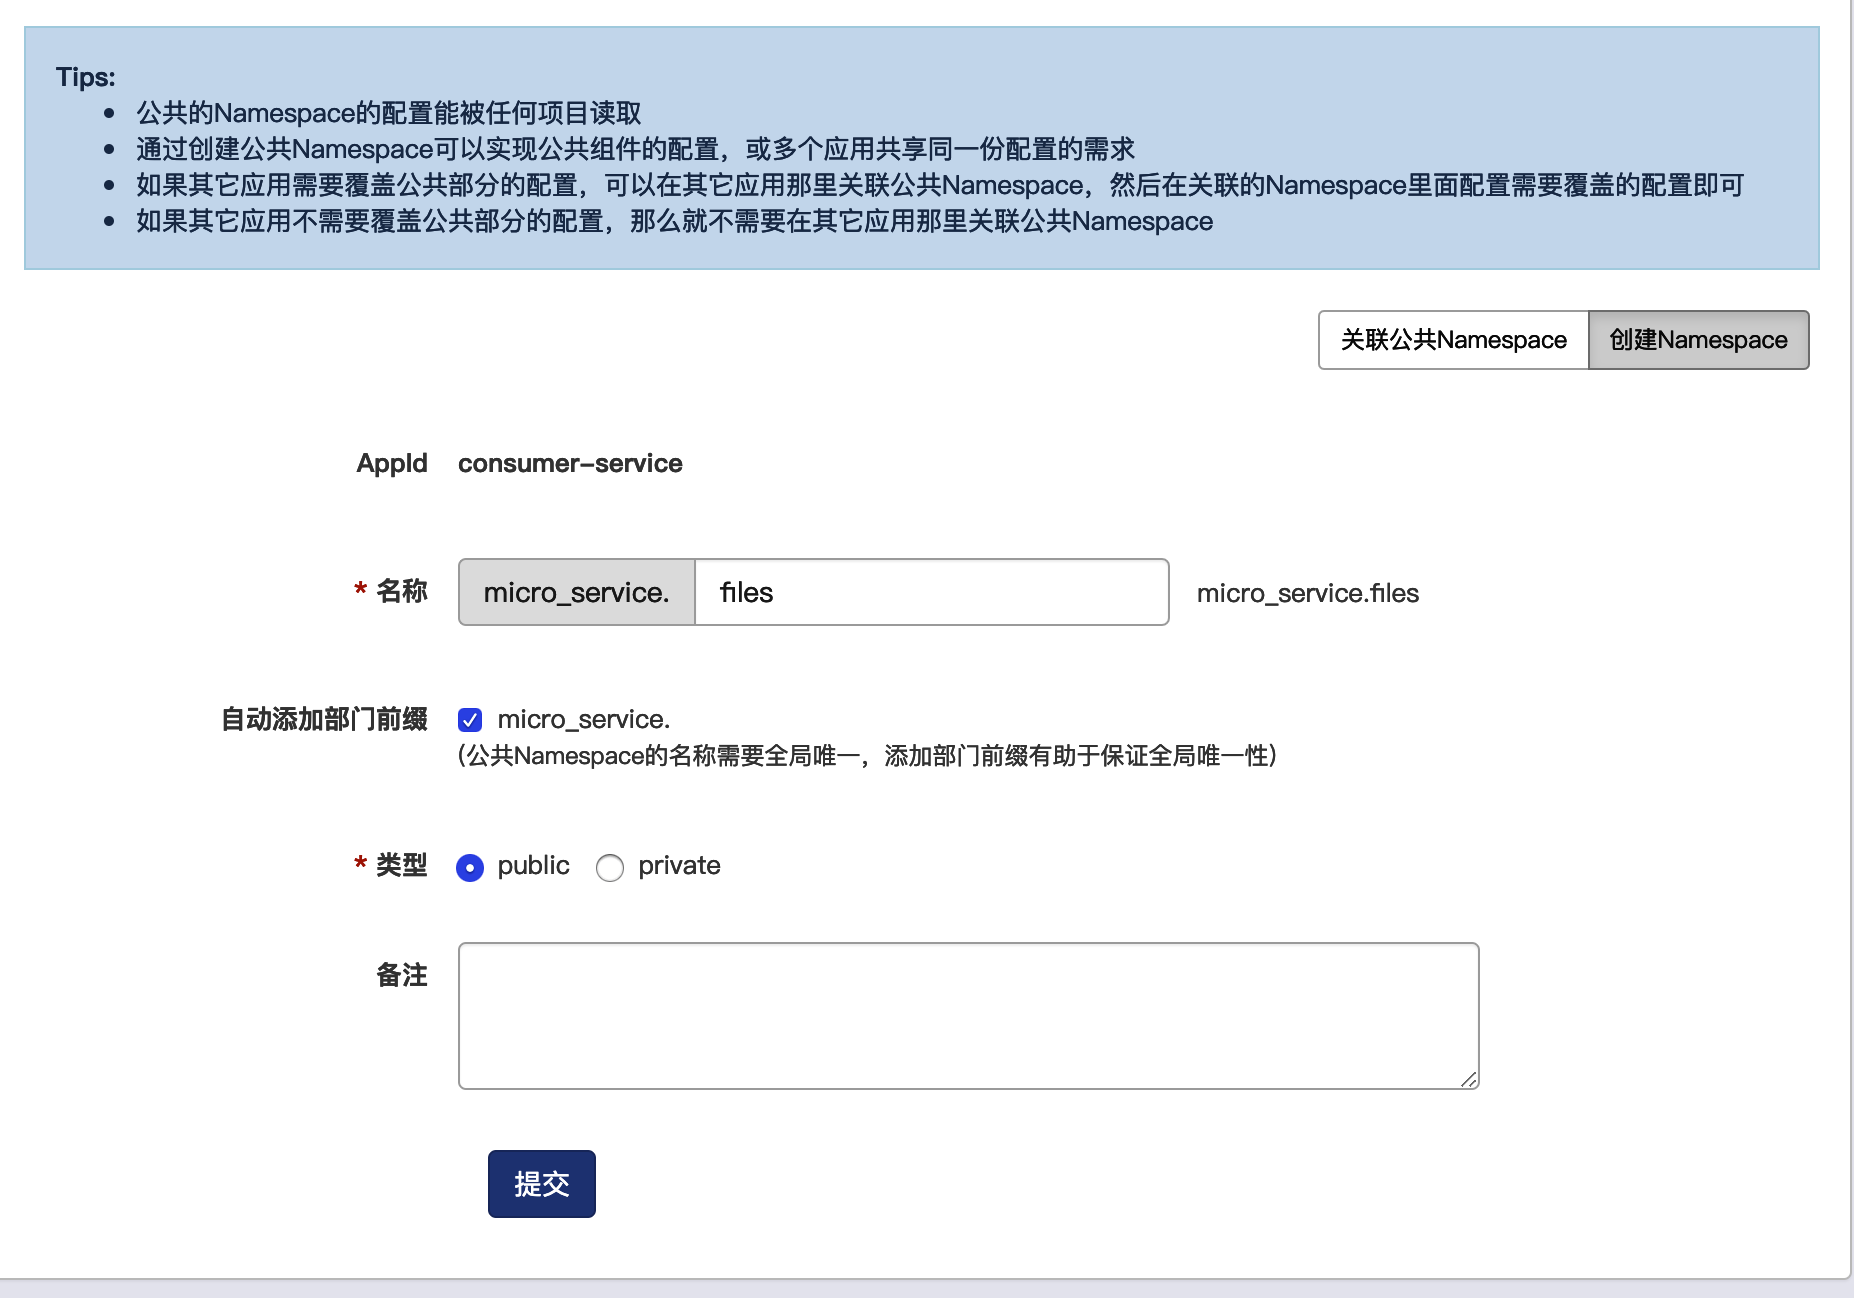 Tips:
公共的Namespace的配置能被任何项目读取
通过创建公共Namespace可以实现公共组件的配置，或多个应用共享同一份配置的需求
如果其它应用需要覆盖公共部分的配置，可以在其它应用那里关联公共Namespace，然后在关联的Namespace里面配置需要覆盖的配置即可
如果其它应用不需要覆盖公共部分的配置，那么就不需要在其它应用那里关联公共Namespace
关联公共Namespace 创建Namespace
AppId consumer-service
* 名称 micro_service. files micro_service.files
自动添加部门前缀 micro_service.
(公共Namespace的名称需要全局唯一，添加部门前缀有助于保证全局唯一性)
* 类型 public private
备注
提交